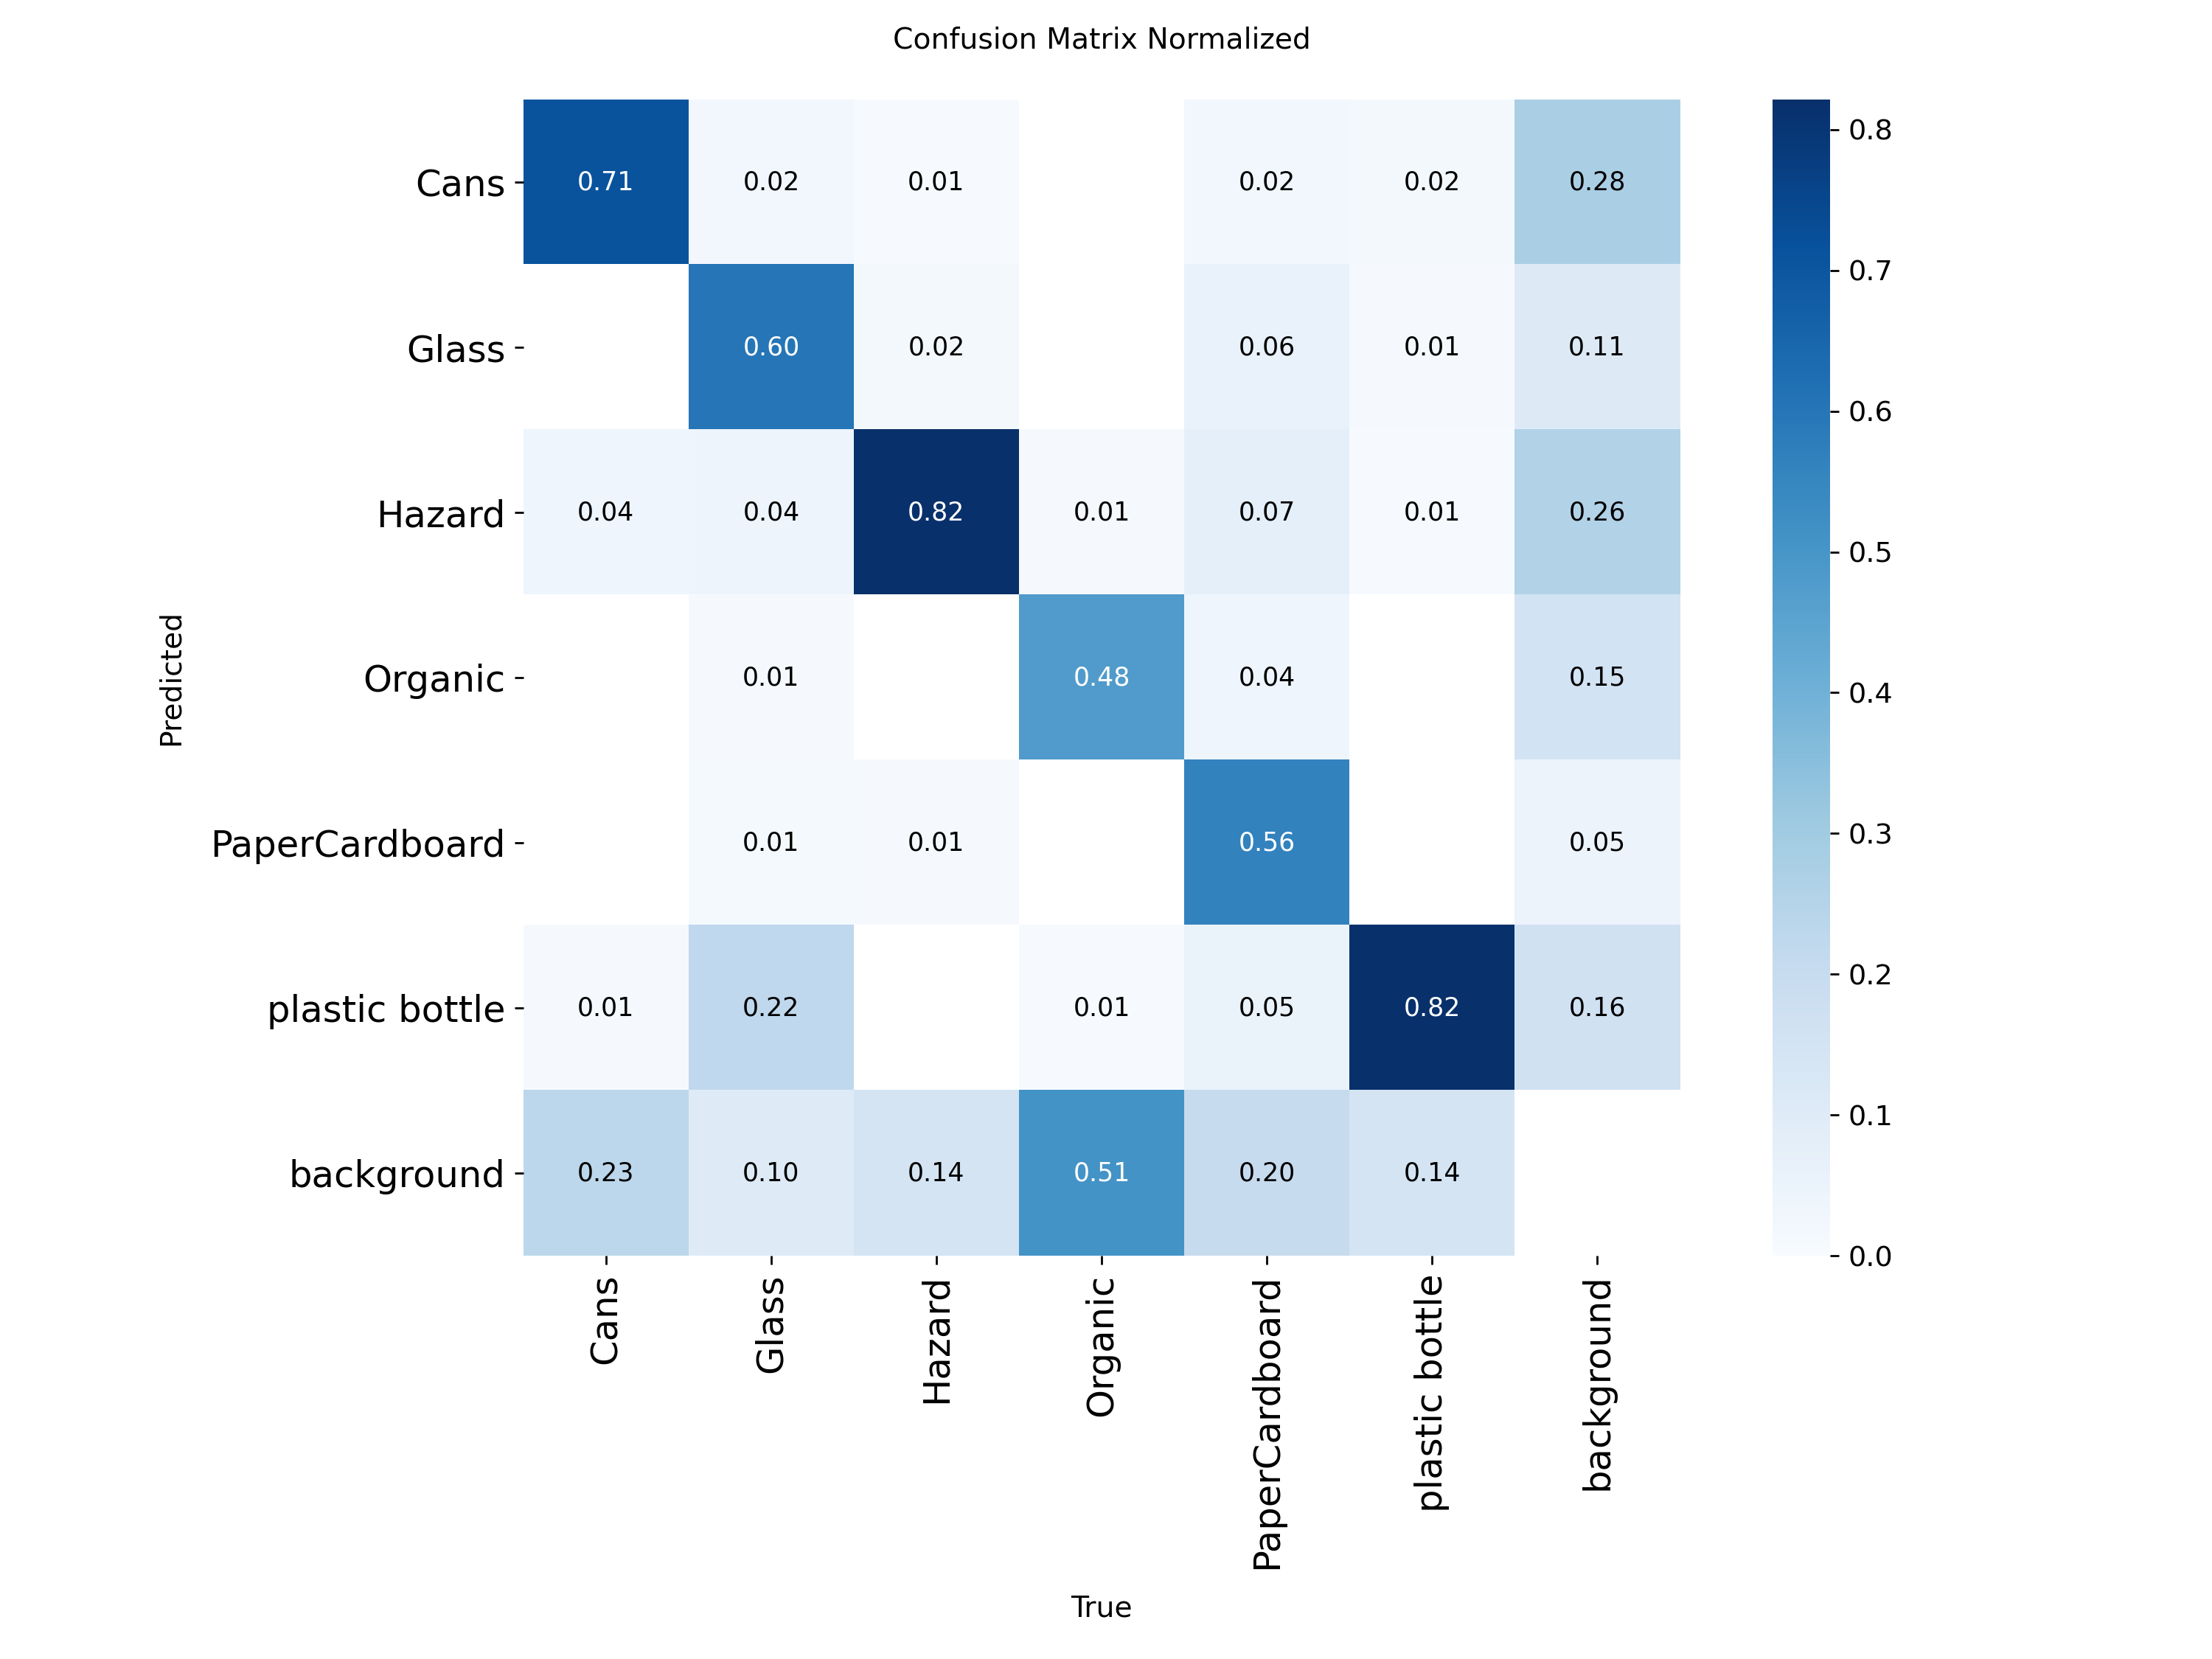 Confusion Matrix Normalized
Cans 0.71 0.02 0.01 0.02 0.02 0.28
Glass 0.60 0.02 0.06 0.01 0.11
Hazard 0.04 0.04 0.82 0.01 0.07 0.01 0.26
Organic 0.01 0.48 0.04 0.15
PaperCardboard 0.01 0.01 0.56 0.05
plastic bottle 0.01 0.22 0.01 0.05 0.82 0.16
background 0.23 0.10 0.14 0.51 0.20 0.14
Predicted
Cans Glass Hazard Organic PaperCardboard plastic bottle background
True
0.8
0.7
0.6
0.5
0.4
0.3
0.2
0.1
0.0